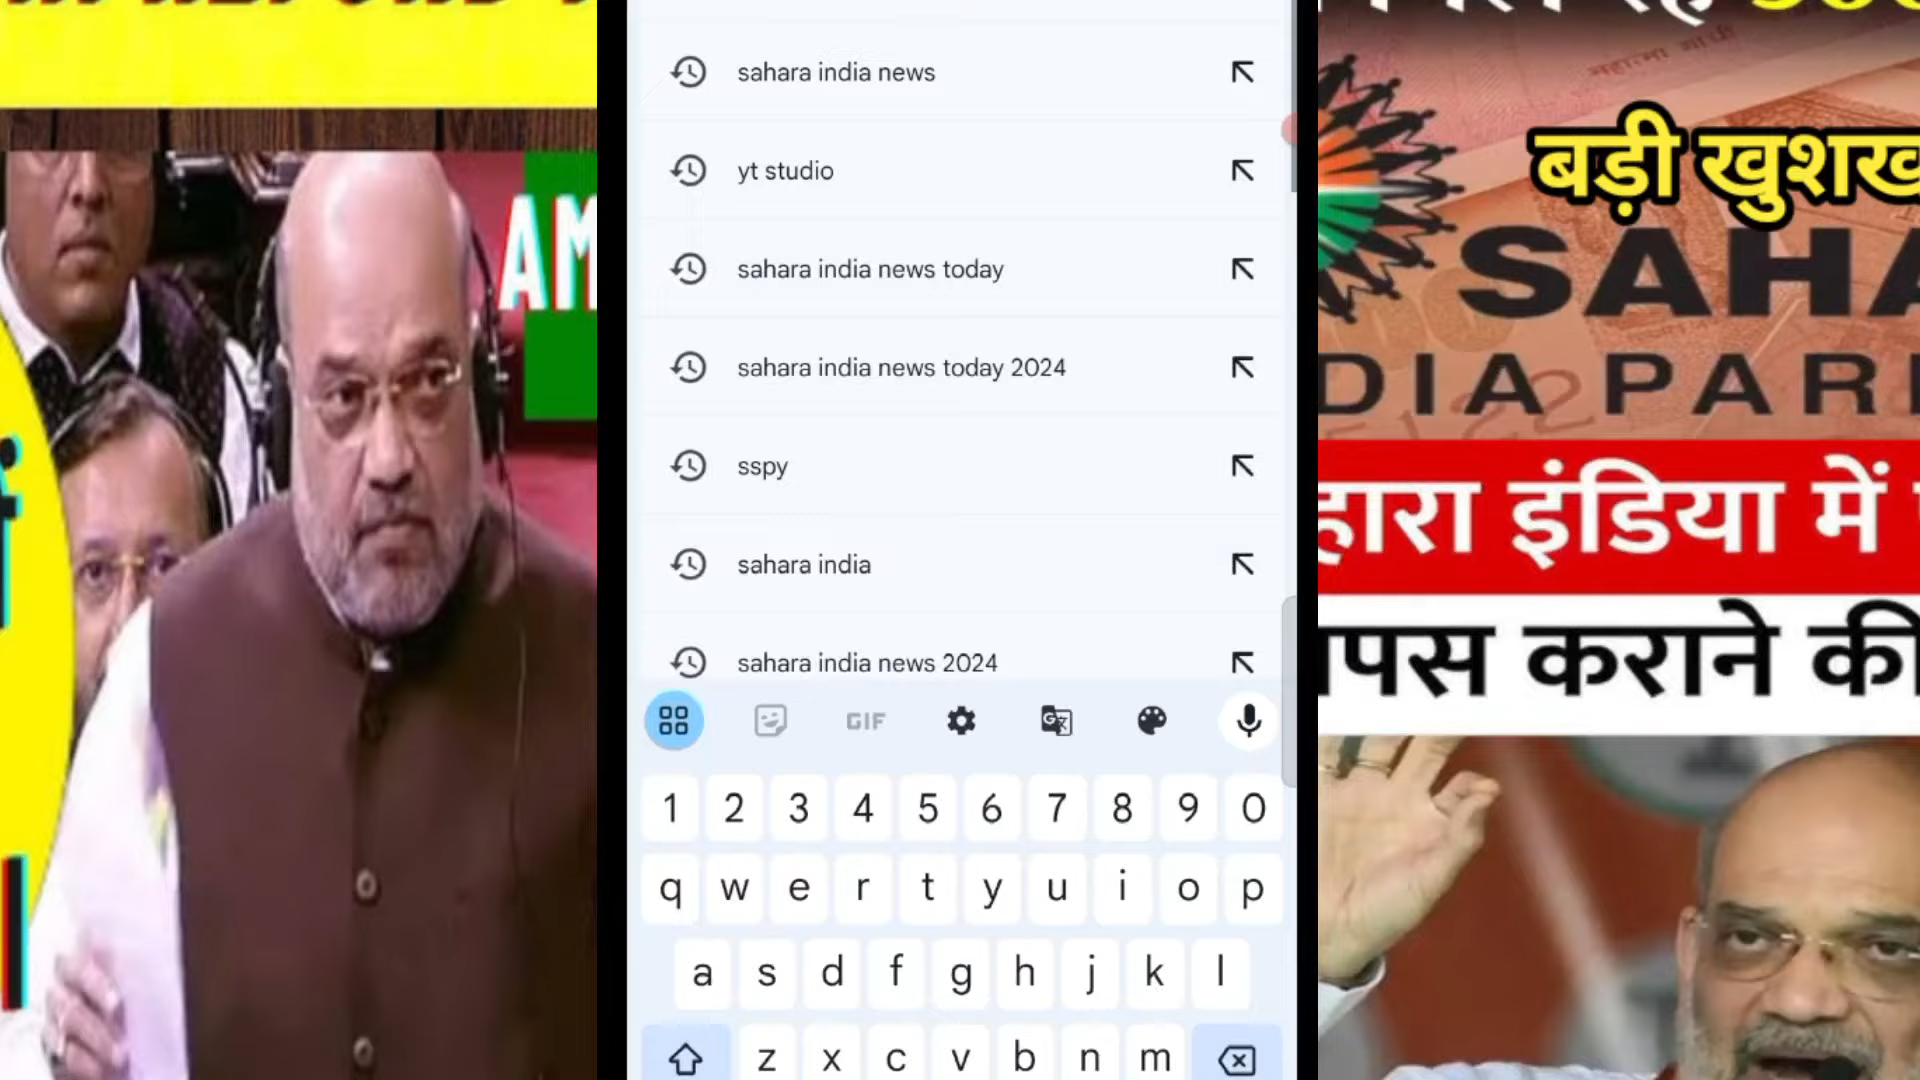 AM
sahara india news
yt studio
sahara india news today
sahara india news today 2024
sspy
sahara india
sahara india news 2024
GIF
1 2 3 4 5 6 7 8 9 0
q w e r t y u i o p
a s d f g h j k l
z x c v b n m
बड़ी खुशख
SAHA
DIA PARI
हारा इंडिया में
पस कराने की